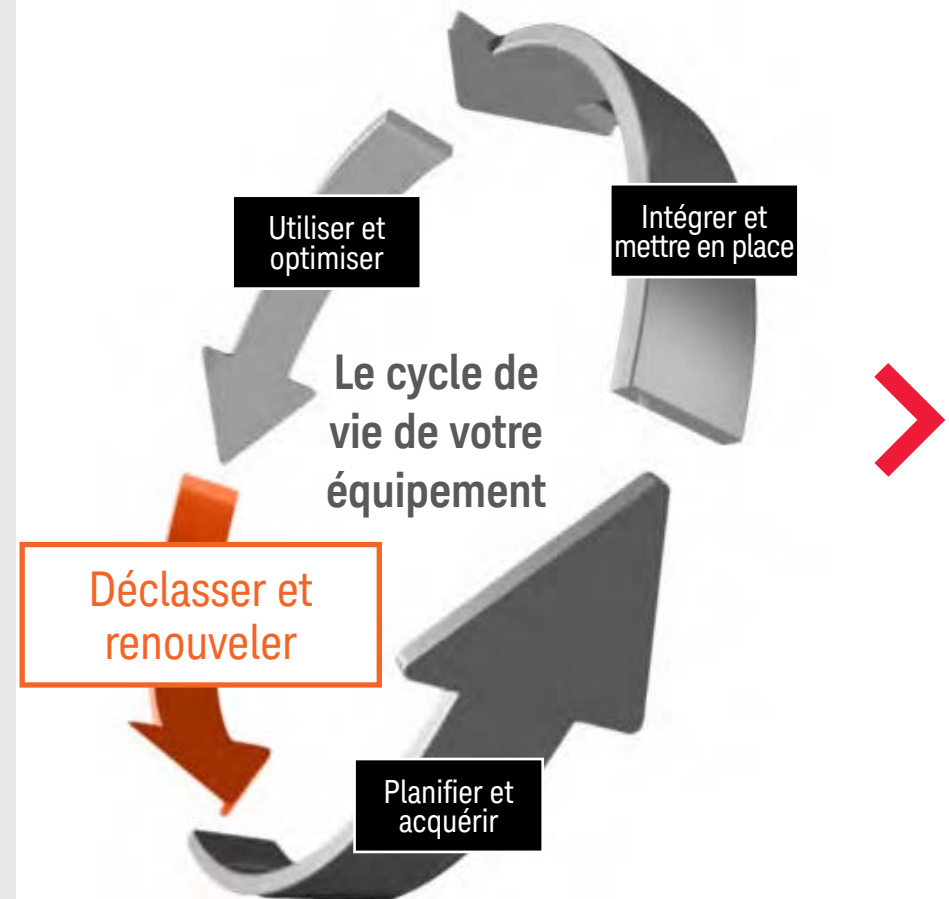 Utiliser et
optimiser
Intégrer et
mettre en place
Le cycle de
vie de votre
équipement
Déclasser et
renouveler
Planifier et
acquérir